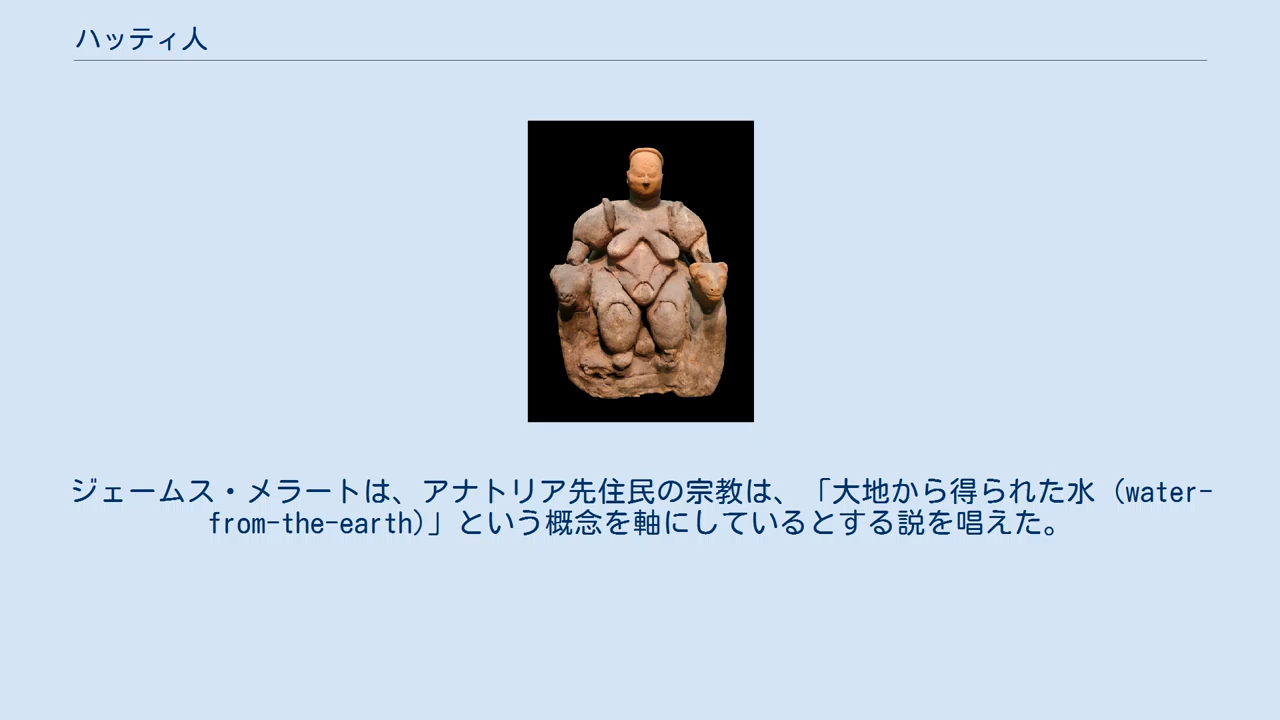 ハッティ人
ジェームス・メラートは、アナトリア先住民の宗教は、「大地から得られた水 (water-
from-the-earth)」という概念を軸にしているとする説を唱えた。